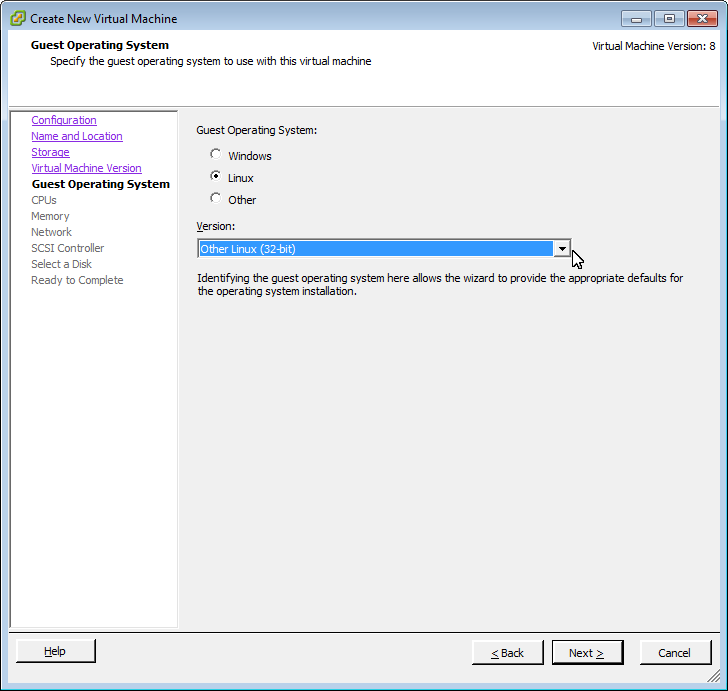 Create New Virtual Machine
Guest Operating System
Specify the guest operating system to use with this virtual machine
Virtual Machine Version: 8
Configuration
Name and Location
Storage
Virtual Machine Version
Guest Operating System
CPUs
Memory
Network
SCSI Controller
Select a Disk
Ready to Complete
Guest Operating System:
Windows
Linux
Other
Version:
Other Linux (32-bit)
Identifying the guest operating system here allows the wizard to provide the appropriate defaults for
the operating system installation.
Help
< Back
Next >
Cancel